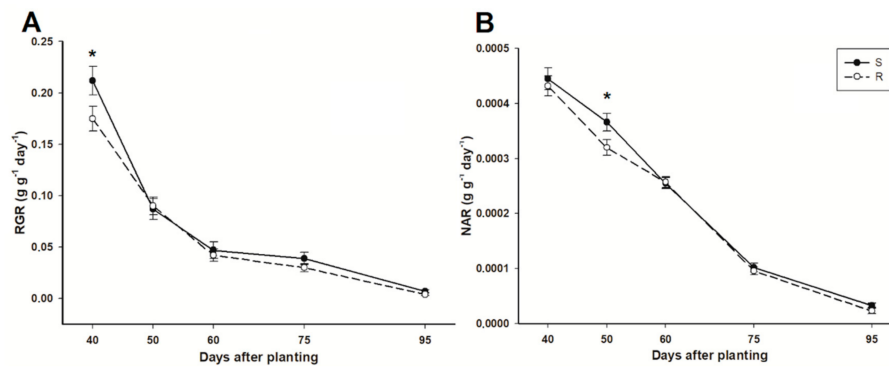 A
*
0.25
0.20
0.15
0.10
0.05
0.00
RGR (g g⁻¹ day⁻¹)
40 50 60 75 95
Days after planting
B
S
R
*
0.0005
0.0004
0.0003
0.0002
0.0001
0.0000
NAR (g g⁻¹ day⁻¹)
40 50 60 75 95
Days after planting